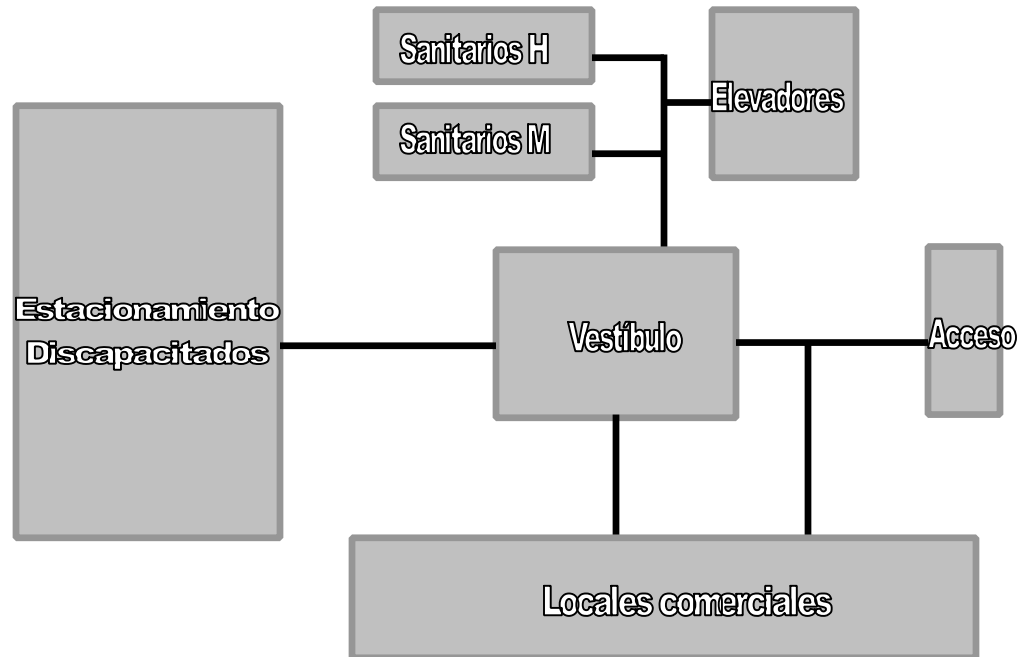 Sanitarios H
Elevadores
Sanitarios M
Estacionamiento
Discapacitados
Vestíbulo
Acceso
Locales comerciales